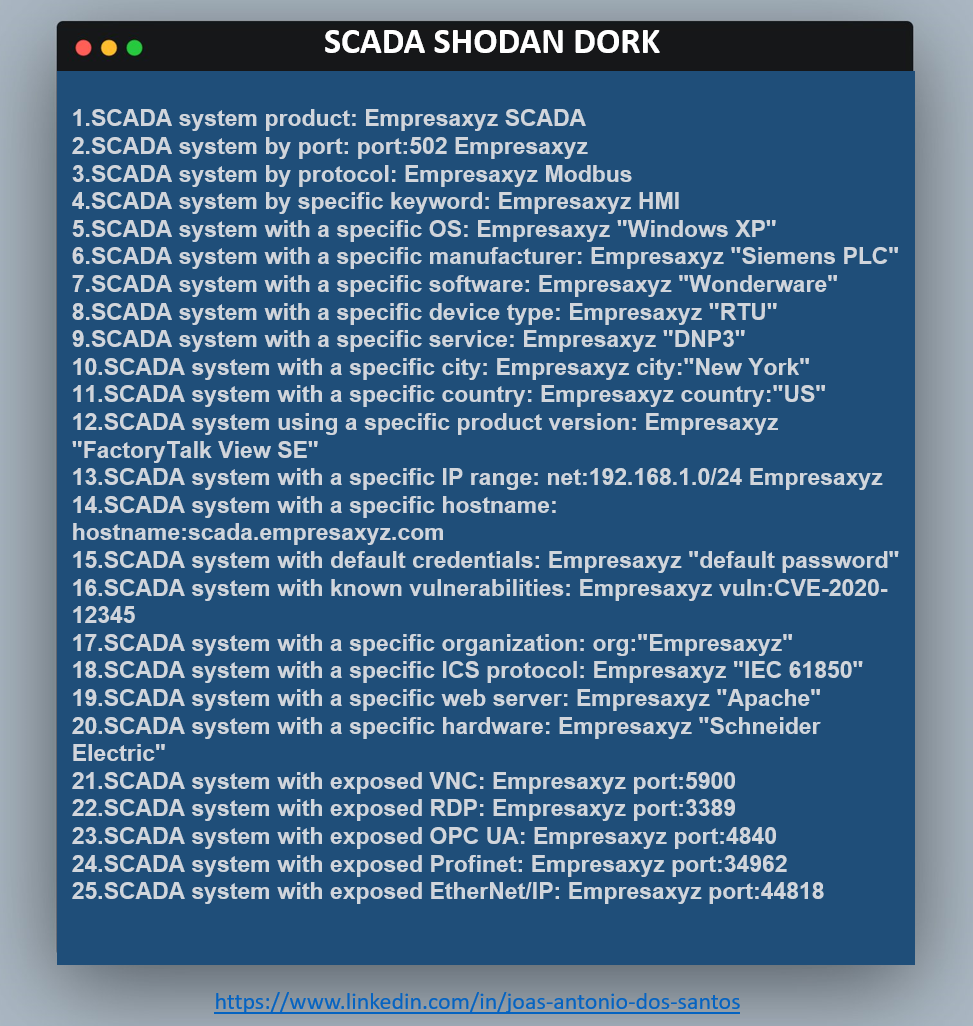 SCADA SHODAN DORK
1.SCADA system product: Empresaxyz SCADA
2.SCADA system by port: port:502 Empresaxyz
3.SCADA system by protocol: Empresaxyz Modbus
4.SCADA system by specific keyword: Empresaxyz HMI
5.SCADA system with a specific OS: Empresaxyz "Windows XP"
6.SCADA system with a specific manufacturer: Empresaxyz "Siemens PLC"
7.SCADA system with a specific software: Empresaxyz "Wonderware"
8.SCADA system with a specific device type: Empresaxyz "RTU"
9.SCADA system with a specific service: Empresaxyz "DNP3"
10.SCADA system with a specific city: Empresaxyz city:"New York"
11.SCADA system with a specific country: Empresaxyz country:"US"
12.SCADA system using a specific product version: Empresaxyz
"FactoryTalk View SE"
13.SCADA system with a specific IP range: net:192.168.1.0/24 Empresaxyz
14.SCADA system with a specific hostname:
hostname:scada.empresaxyz.com
15.SCADA system with default credentials: Empresaxyz "default password"
16.SCADA system with known vulnerabilities: Empresaxyz vuln:CVE-2020-
12345
17.SCADA system with a specific organization: org:"Empresaxyz"
18.SCADA system with a specific ICS protocol: Empresaxyz "IEC 61850"
19.SCADA system with a specific web server: Empresaxyz "Apache"
20.SCADA system with a specific hardware: Empresaxyz "Schneider
Electric"
21.SCADA system with exposed VNC: Empresaxyz port:5900
22.SCADA system with exposed RDP: Empresaxyz port:3389
23.SCADA system with exposed OPC UA: Empresaxyz port:4840
24.SCADA system with exposed Profinet: Empresaxyz port:34962
25.SCADA system with exposed EtherNet/IP: Empresaxyz port:44818
https://www.linkedin.com/in/joas-antonio-dos-santos